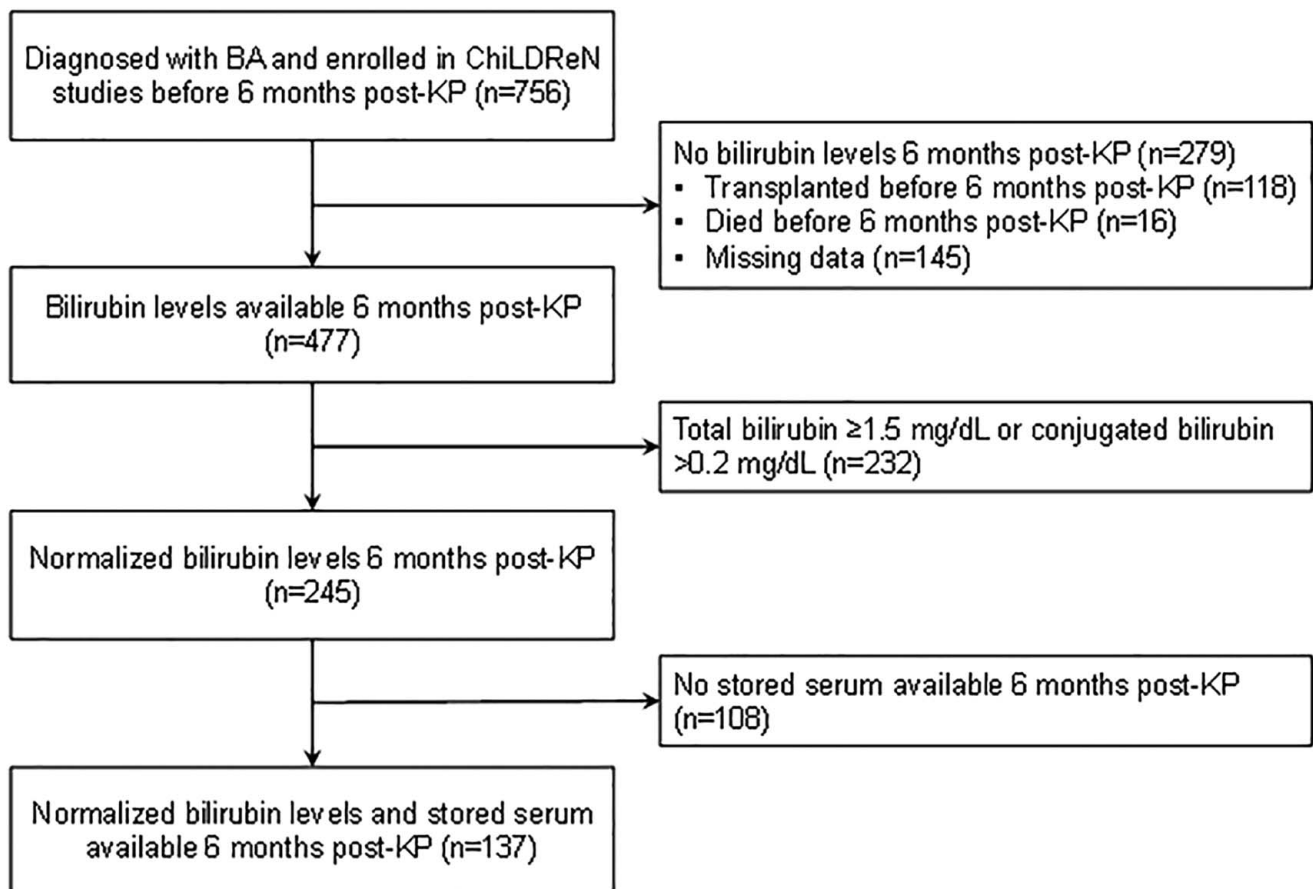 Diagnosed with BA and enrolled in ChiLDReN
studies before 6 months post-KP (n=756)
No bilirubin levels 6 months post-KP (n=279)
▪ Transplanted before 6 months post-KP (n=118)
▪ Died before 6 months post-KP (n=16)
▪ Missing data (n=145)
Bilirubin levels available 6 months post-KP
(n=477)
Total bilirubin ≥1.5 mg/dL or conjugated bilirubin
>0.2 mg/dL (n=232)
Normalized bilirubin levels 6 months post-KP
(n=245)
No stored serum available 6 months post-KP
(n=108)
Normalized bilirubin levels and stored serum
available 6 months post-KP (n=137)